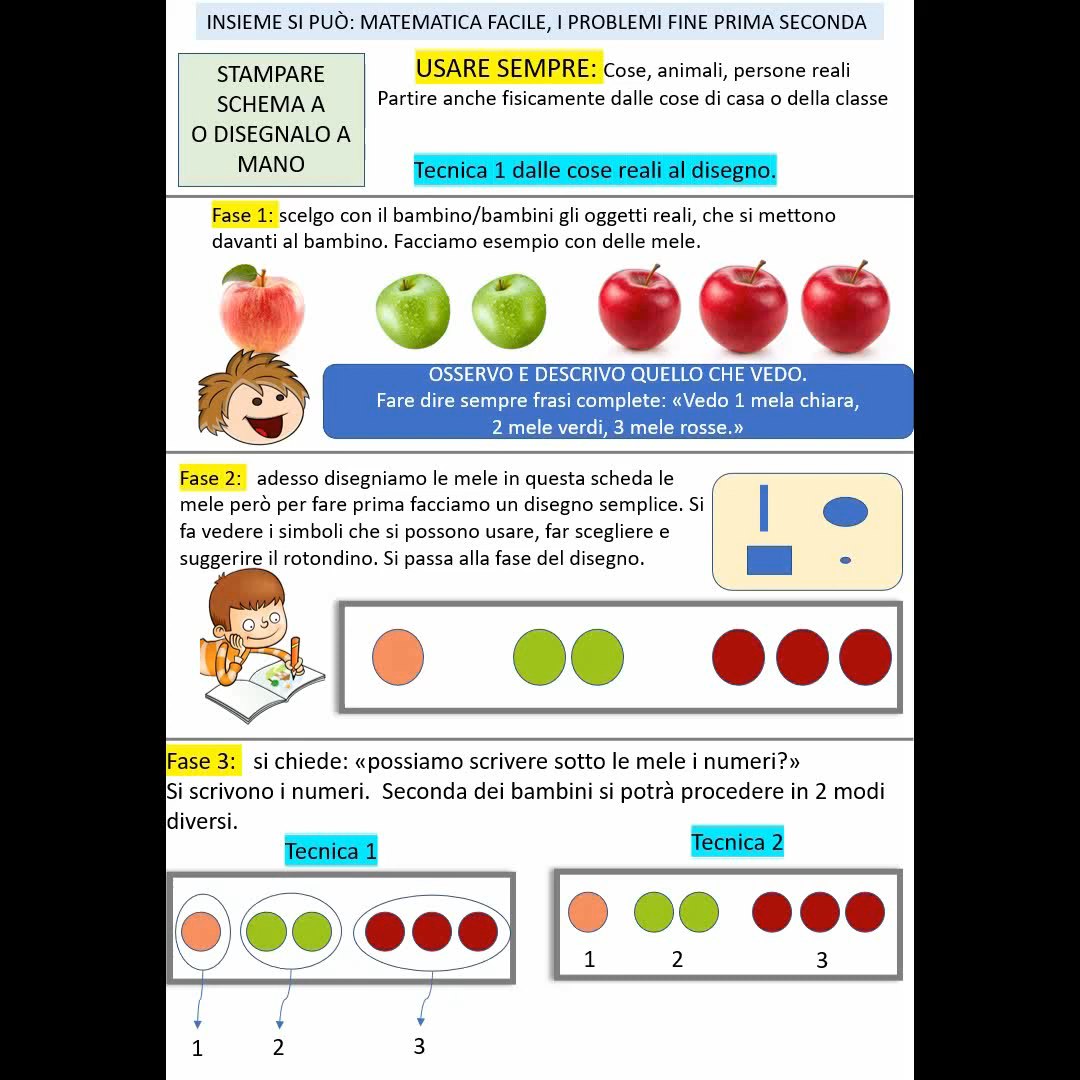 INSIEME SI PUÒ: MATEMATICA FACILE, I PROBLEMI FINE PRIMA SECONDA
STAMPARE
SCHEMA A
O DISEGNALO A
MANO
USARE SEMPRE: Cose, animali, persone reali
Partire anche fisicamente dalle cose di casa o della classe
Tecnica 1 dalle cose reali al disegno.
Fase 1: scelgo con il bambino/bambini gli oggetti reali, che si mettono
davanti al bambino. Facciamo esempio con delle mele.
OSSERVO E DESCRIVO QUELLO CHE VEDO.
Fare dire sempre frasi complete: «Vedo 1 mela chiara,
2 mele verdi, 3 mele rosse.»
Fase 2: adesso disegniamo le mele in questa scheda le
mele però per fare prima facciamo un disegno semplice. Si
fa vedere i simboli che si possono usare, far scegliere e
suggerire il rotondino. Si passa alla fase del disegno.
Fase 3: si chiede: «possiamo scrivere sotto le mele i numeri?»
Si scrivono i numeri. Seconda dei bambini si potrà procedere in 2 modi
diversi.
Tecnica 1
1 2 3
Tecnica 2
1 2 3